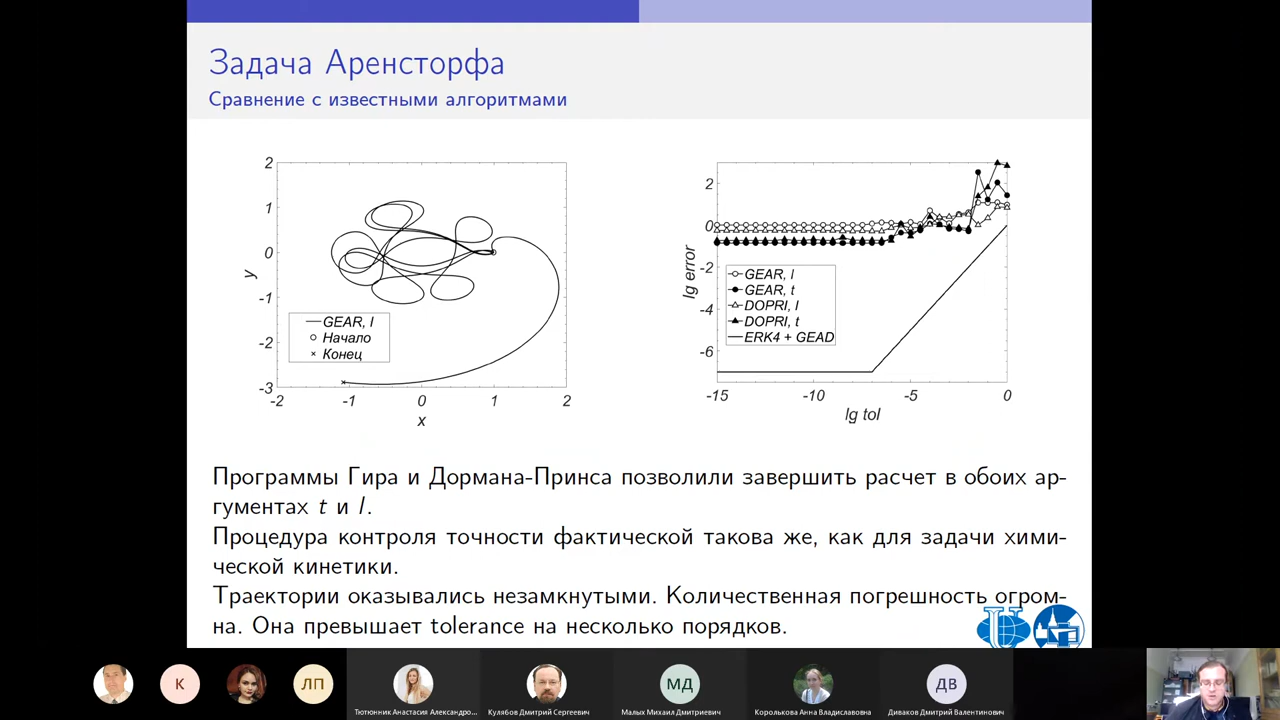 Задача Аренсторфа
Сравнение с известными алгоритмами
2
1
0
-1
-2
-3
y
-2
-1
0
1
2
x
GEAR, l
Начало
Конец
2
0
-2
-4
-6
lg error
-15
-10
-5
0
lg tol
GEAR, l
GEAR, t
DOPRI, l
DOPRI, t
ERK4 + GEAD
Программы Гира и Дормана-Принса позволили завершить расчет в обоих ар-
гументах t и l.
Процедура контроля точности фактической такова же, как для задачи хими-
ческой кинетики.
Траектории оказывались незамкнутыми. Количественная погрешность огром-
на. Она превышает tolerance на несколько порядков.
К
ЛП
МД
ДВ
Тютюнник Анастасия Александро...
Кулябов Дмитрий Сергеевич
Малых Михаил Дмитриевич
Королькова Анна Владиславовна
Диваков Дмитрий Валентинович